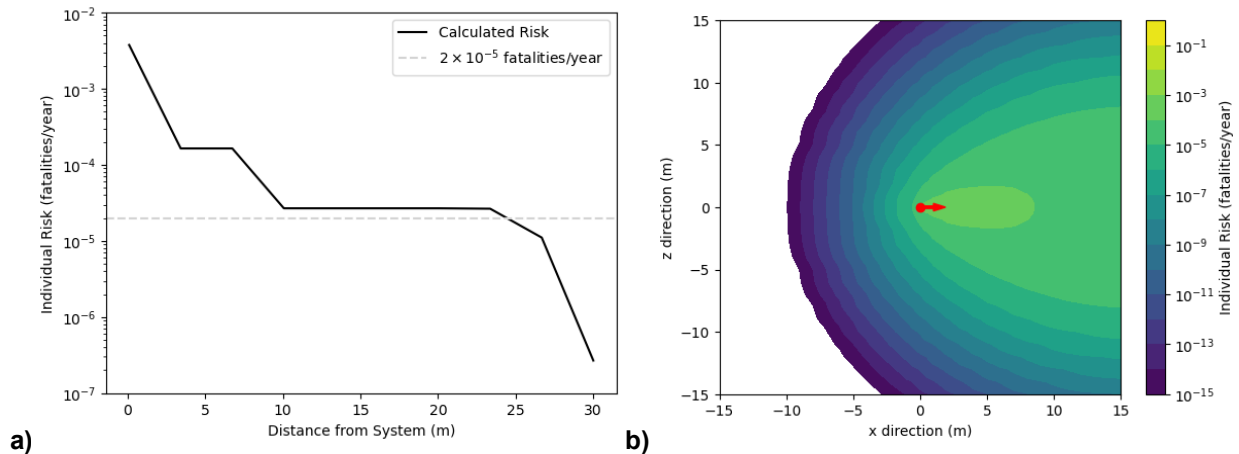 10⁻²
10⁻³
10⁻⁴
10⁻⁵
10⁻⁶
10⁻⁷
Individual Risk (fatalities/year)
Calculated Risk
2 × 10⁻⁵ fatalities/year
0 5 10 15 20 25 30
Distance from System (m)
a)
15
10
5
0
−5
−10
−15
z direction (m)
−15 −10 −5 0 5 10 15
x direction (m)
10⁻¹
10⁻³
10⁻⁵
10⁻⁷
10⁻⁹
10⁻¹¹
10⁻¹³
10⁻¹⁵
Individual Risk (fatalities/year)
b)